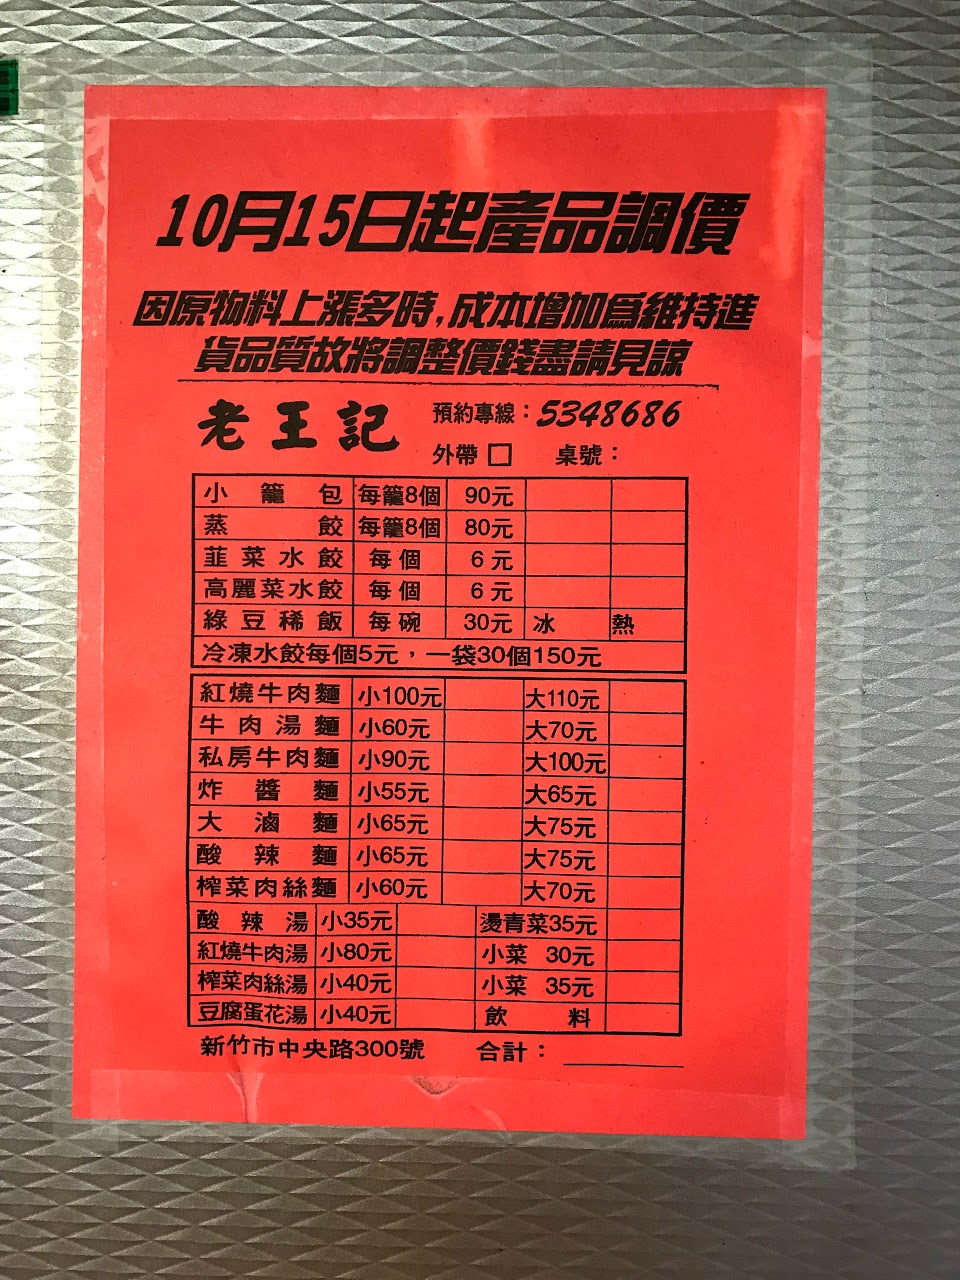 10月15日起產品調價
因原物料上漲多時,成本增加為維持進
貨品質故將調整價錢盡請見諒
老王記 預約專線:5348686
外帶□ 桌號:
小籠包 每籠8個 90元
蒸餃 每籠8個 80元
韭菜水餃 每個 6元
高麗菜水餃 每個 6元
綠豆稀飯 每碗 30元 冰 熱
冷凍水餃每個5元,一袋30個150元
紅燒牛肉麵 小100元 大110元
牛肉湯麵 小60元 大70元
私房牛肉麵 小90元 大100元
炸醬麵 小55元 大65元
大滷麵 小65元 大75元
酸辣麵 小65元 大75元
榨菜肉絲麵 小60元 大70元
酸辣湯 小35元 燙青菜35元
紅燒牛肉湯 小80元 小菜 30元
榨菜肉絲湯 小40元 小菜 35元
豆腐蛋花湯 小40元 飲料
新竹市中央路300號 合計: